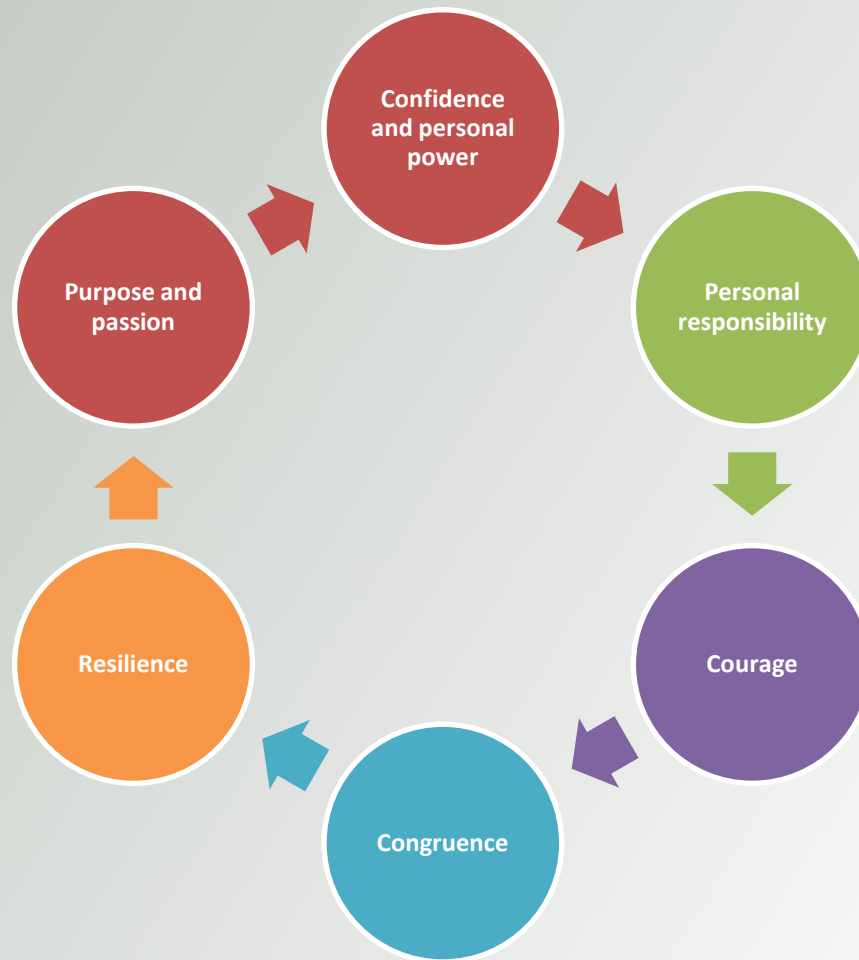 Confidence
and personal
power
Personal
responsibility
Courage
Congruence
Resilience
Purpose and
passion